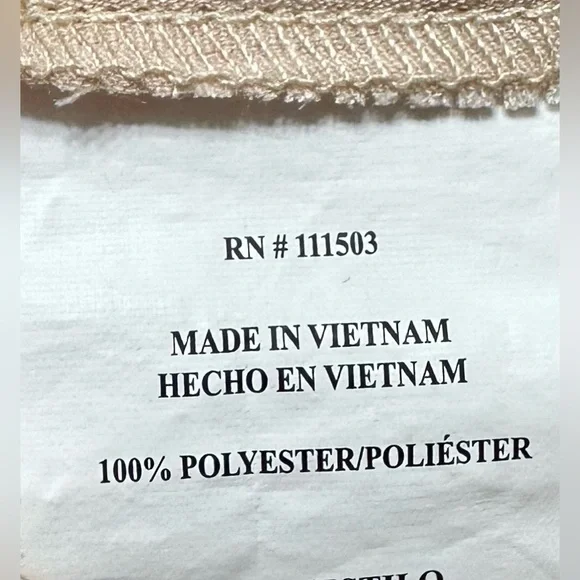 RN # 111503
MADE IN VIETNAM
HECHO EN VIETNAM
100% POLYESTER/POLIÉSTER